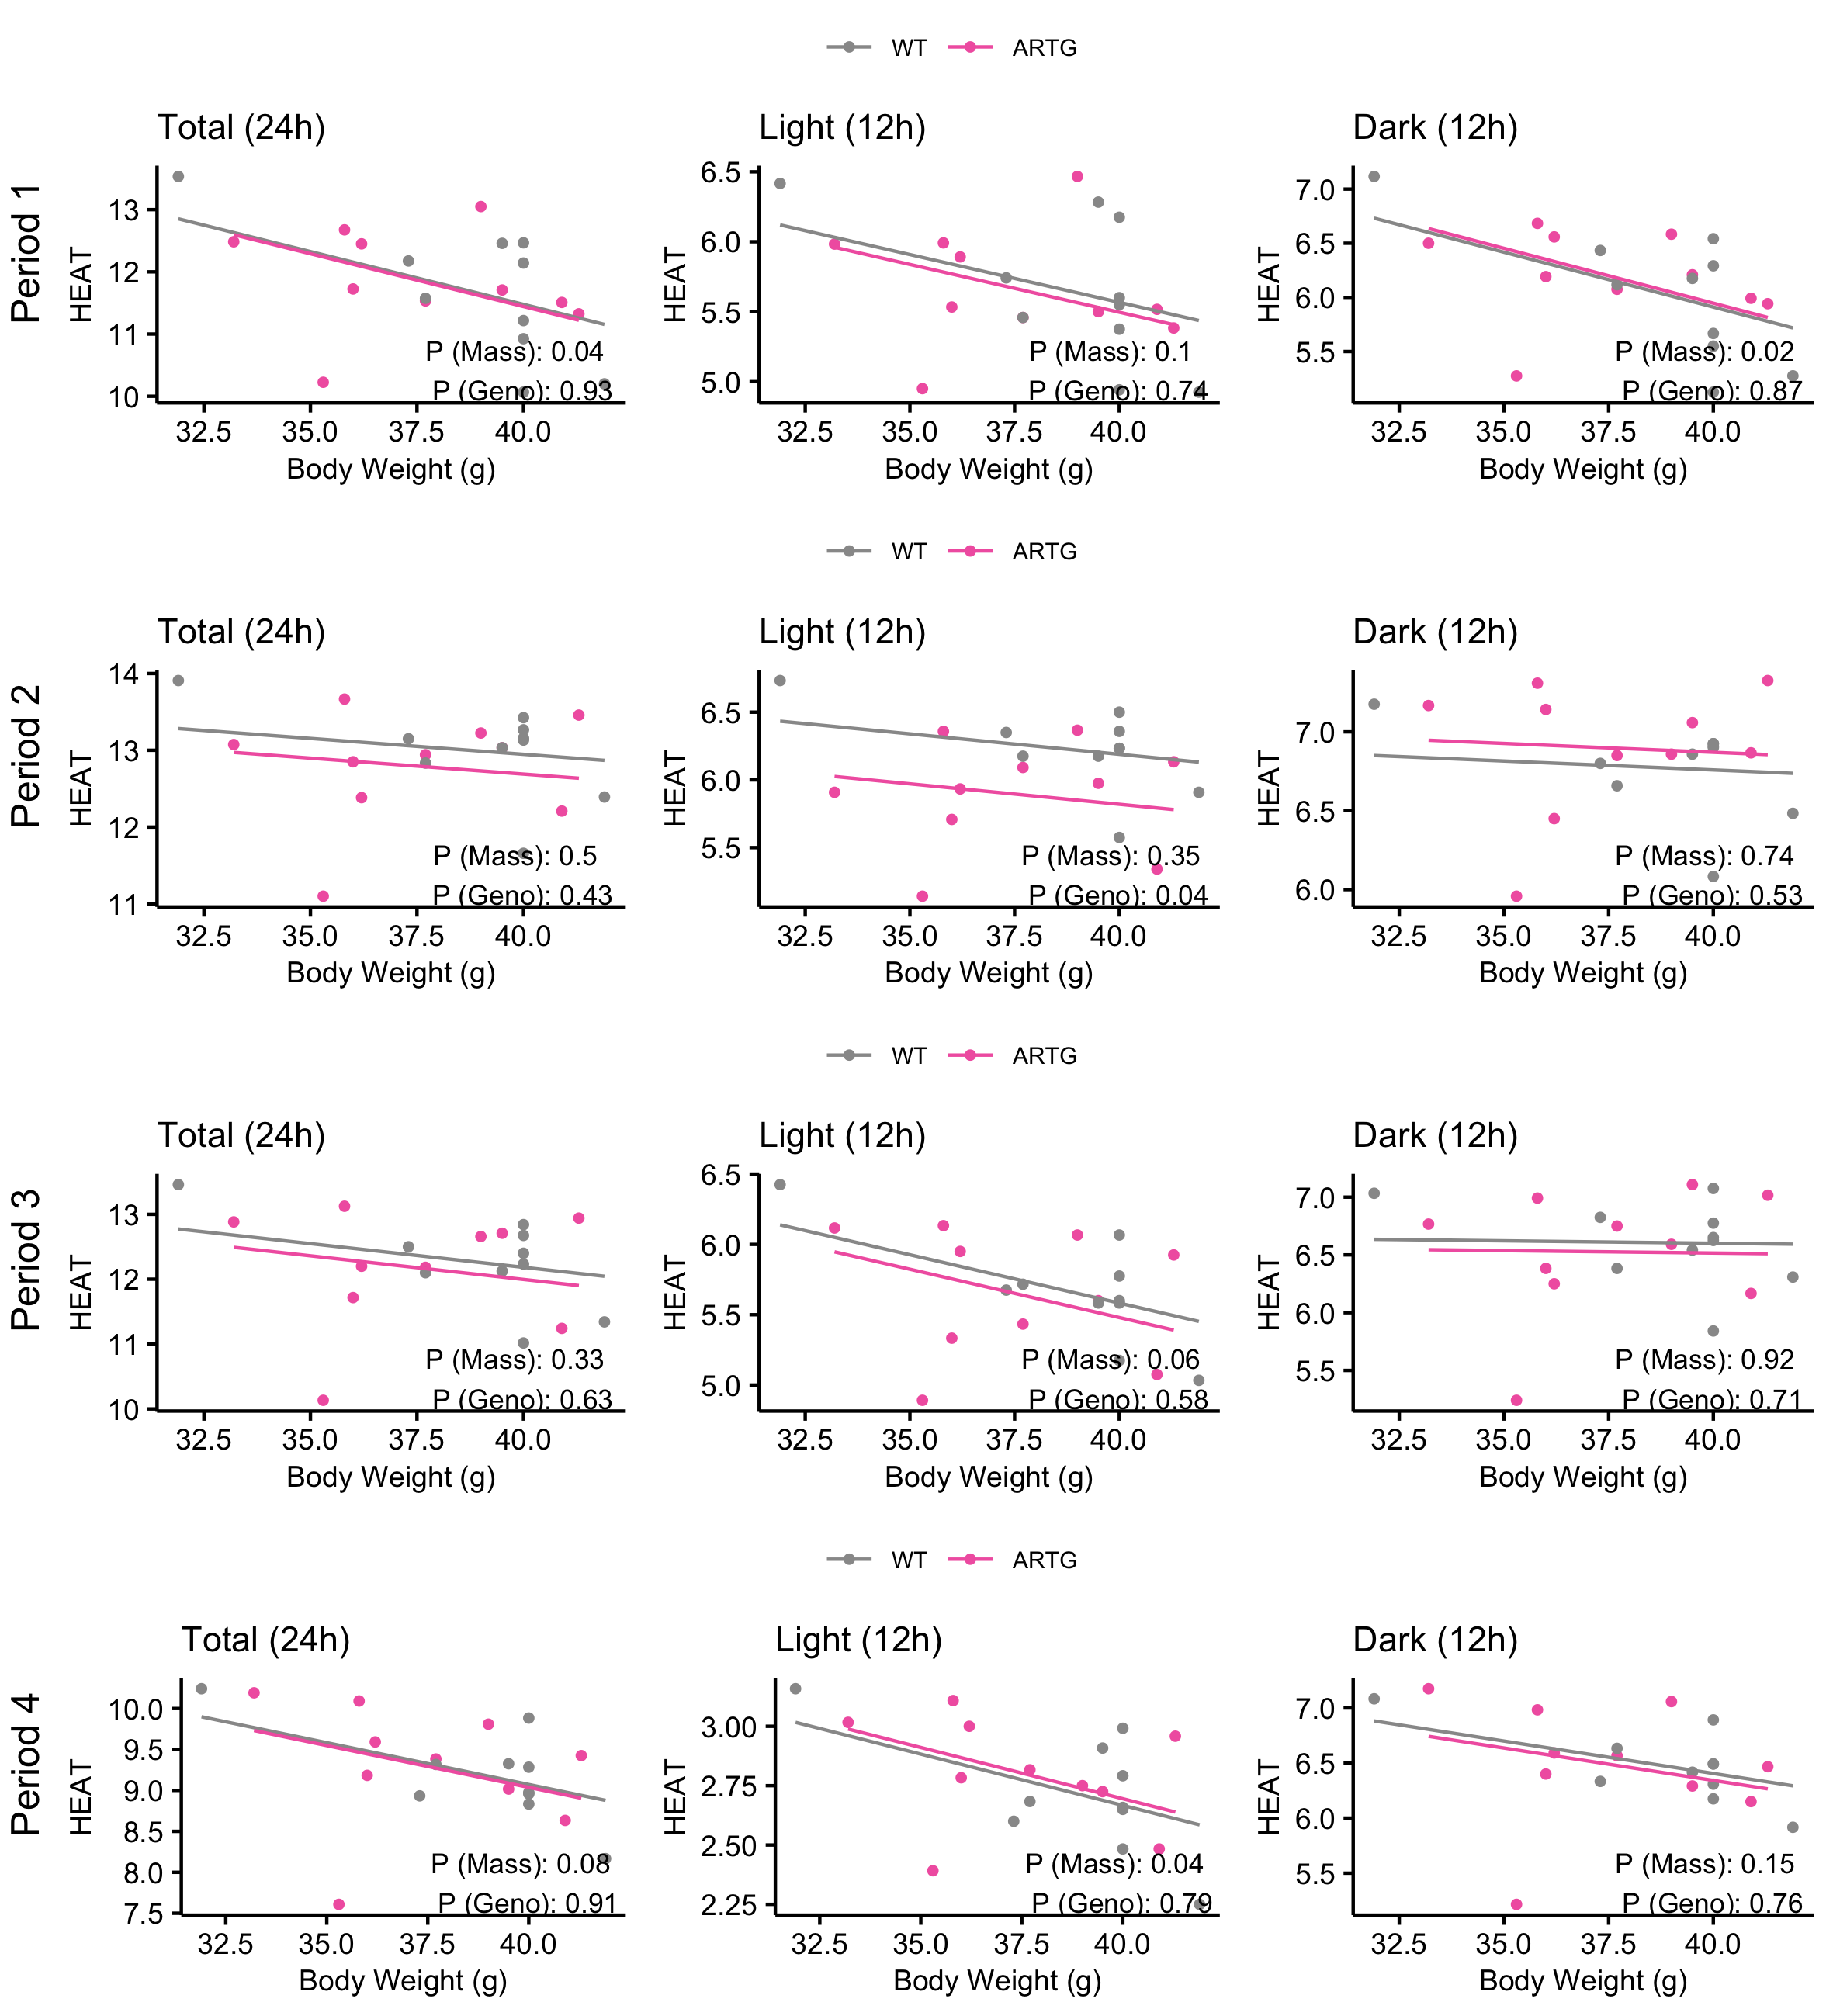 WT ARTG
Total (24h) Light (12h) Dark (12h)
Period 1
HEAT
13
12
11
10
P (Mass): 0.04
P (Geno): 0.93
32.5 35.0 37.5 40.0
Body Weight (g)
HEAT
6.5
6.0
5.5
5.0
P (Mass): 0.1
P (Geno): 0.74
32.5 35.0 37.5 40.0
Body Weight (g)
HEAT
7.0
6.5
6.0
5.5
P (Mass): 0.02
P (Geno): 0.87
32.5 35.0 37.5 40.0
Body Weight (g)
WT ARTG
Total (24h) Light (12h) Dark (12h)
Period 2
HEAT
14
13
12
11
P (Mass): 0.5
P (Geno): 0.43
32.5 35.0 37.5 40.0
Body Weight (g)
HEAT
6.5
6.0
5.5
P (Mass): 0.35
P (Geno): 0.04
32.5 35.0 37.5 40.0
Body Weight (g)
HEAT
7.0
6.5
6.0
P (Mass): 0.74
P (Geno): 0.53
32.5 35.0 37.5 40.0
Body Weight (g)
WT ARTG
Total (24h) Light (12h) Dark (12h)
Period 3
HEAT
13
12
11
10
P (Mass): 0.33
P (Geno): 0.63
32.5 35.0 37.5 40.0
Body Weight (g)
HEAT
6.5
6.0
5.5
5.0
P (Mass): 0.06
P (Geno): 0.58
32.5 35.0 37.5 40.0
Body Weight (g)
HEAT
7.0
6.5
6.0
5.5
P (Mass): 0.92
P (Geno): 0.71
32.5 35.0 37.5 40.0
Body Weight (g)
WT ARTG
Total (24h) Light (12h) Dark (12h)
Period 4
HEAT
10.0
9.5
9.0
8.5
8.0
7.5
P (Mass): 0.08
P (Geno): 0.91
32.5 35.0 37.5 40.0
Body Weight (g)
HEAT
3.00
2.75
2.50
2.25
P (Mass): 0.04
P (Geno): 0.79
32.5 35.0 37.5 40.0
Body Weight (g)
HEAT
7.0
6.5
6.0
5.5
P (Mass): 0.15
P (Geno): 0.76
32.5 35.0 37.5 40.0
Body Weight (g)